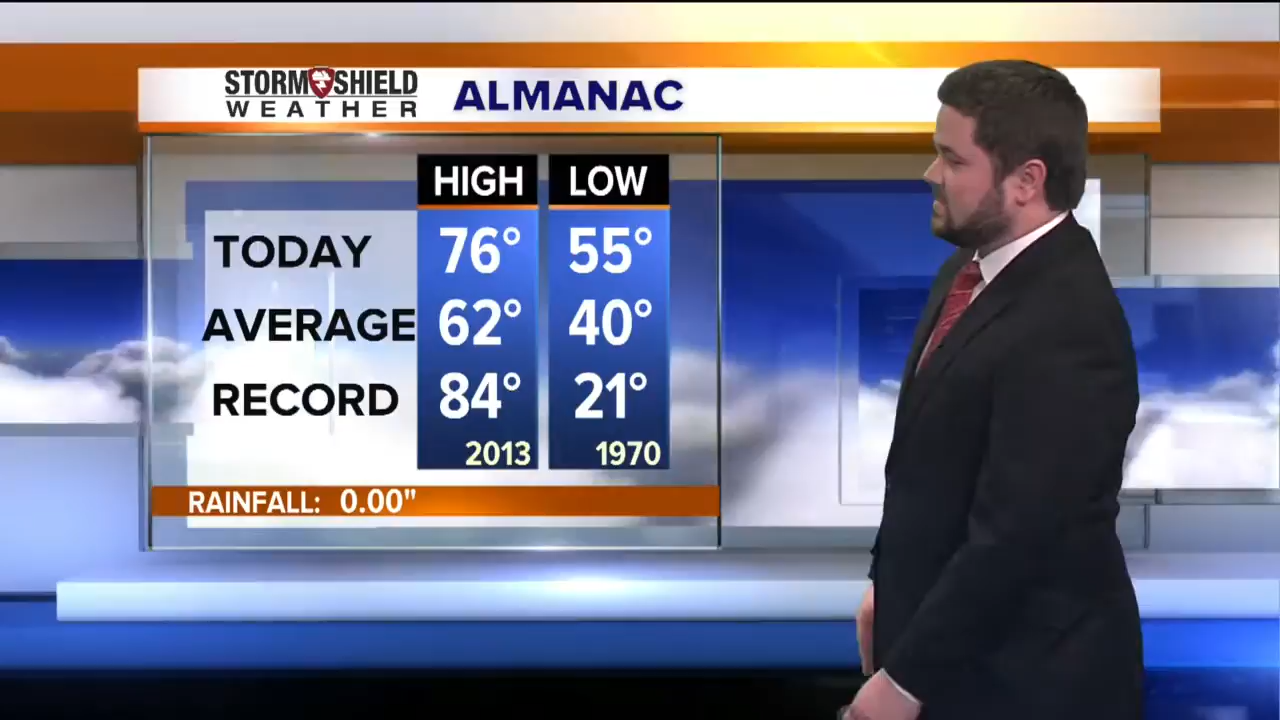 STORM SHIELD
WEATHER
ALMANAC
HIGH LOW
TODAY 76° 55°
AVERAGE 62° 40°
RECORD 84° 21°
2013 1970
RAINFALL: 0.00"